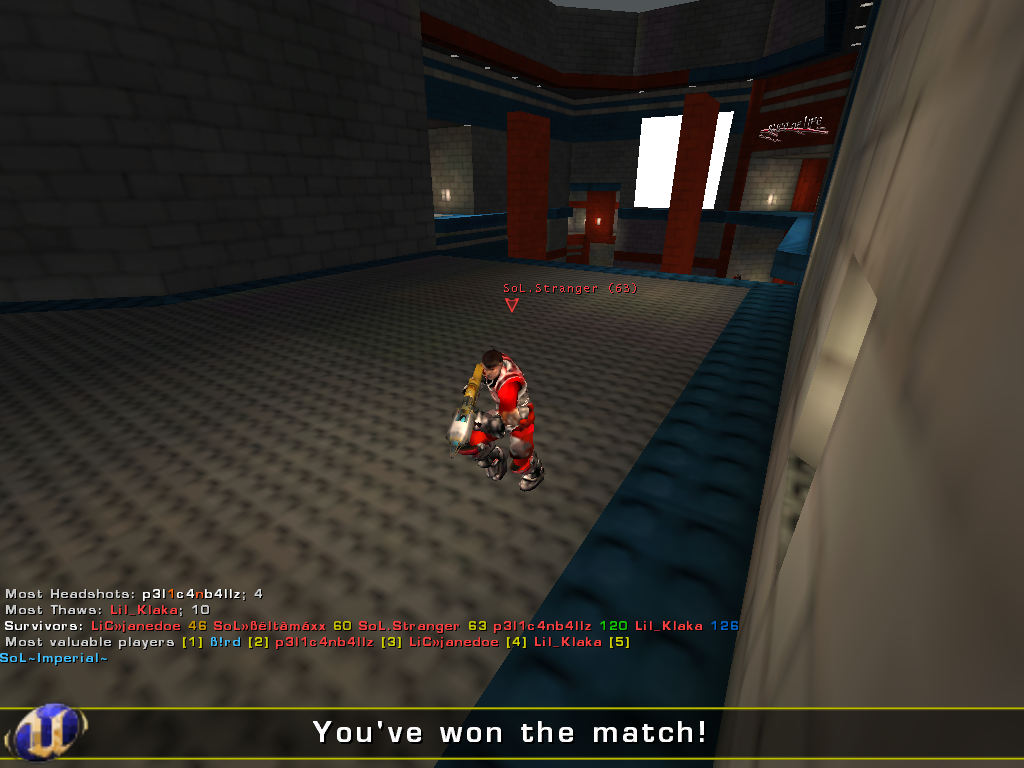 SoL.Stranger (63)
Most Headshots: p3l1c4nb4llz; 4
Most Thaws: Lil_Klaka; 10
Survivors: LiC»janedoe 46 SoL»ßéltâmáxx 60 SoL.Stranger 63 p3l1c4nb4llz 120 Lil_Klaka 126
Most valuable players [1] ß!rd [2] p3l1c4nb4llz [3] LiC»janedoe [4] Lil_Klaka [5]
SoL~Imperial~
You've won the match!